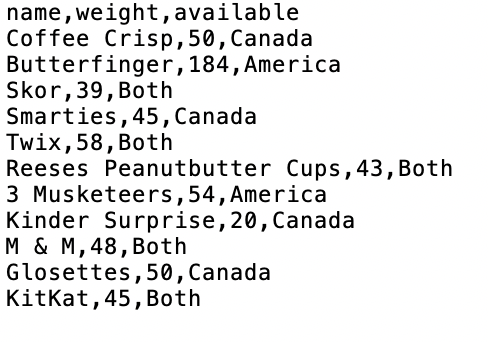 name,weight,available
Coffee Crisp,50,Canada
Butterfinger,184,America
Skor,39,Both
Smarties,45,Canada
Twix,58,Both
Reeses Peanutbutter Cups,43,Both
3 Musketeers,54,America
Kinder Surprise,20,Canada
M & M,48,Both
Glosettes,50,Canada
KitKat,45,Both